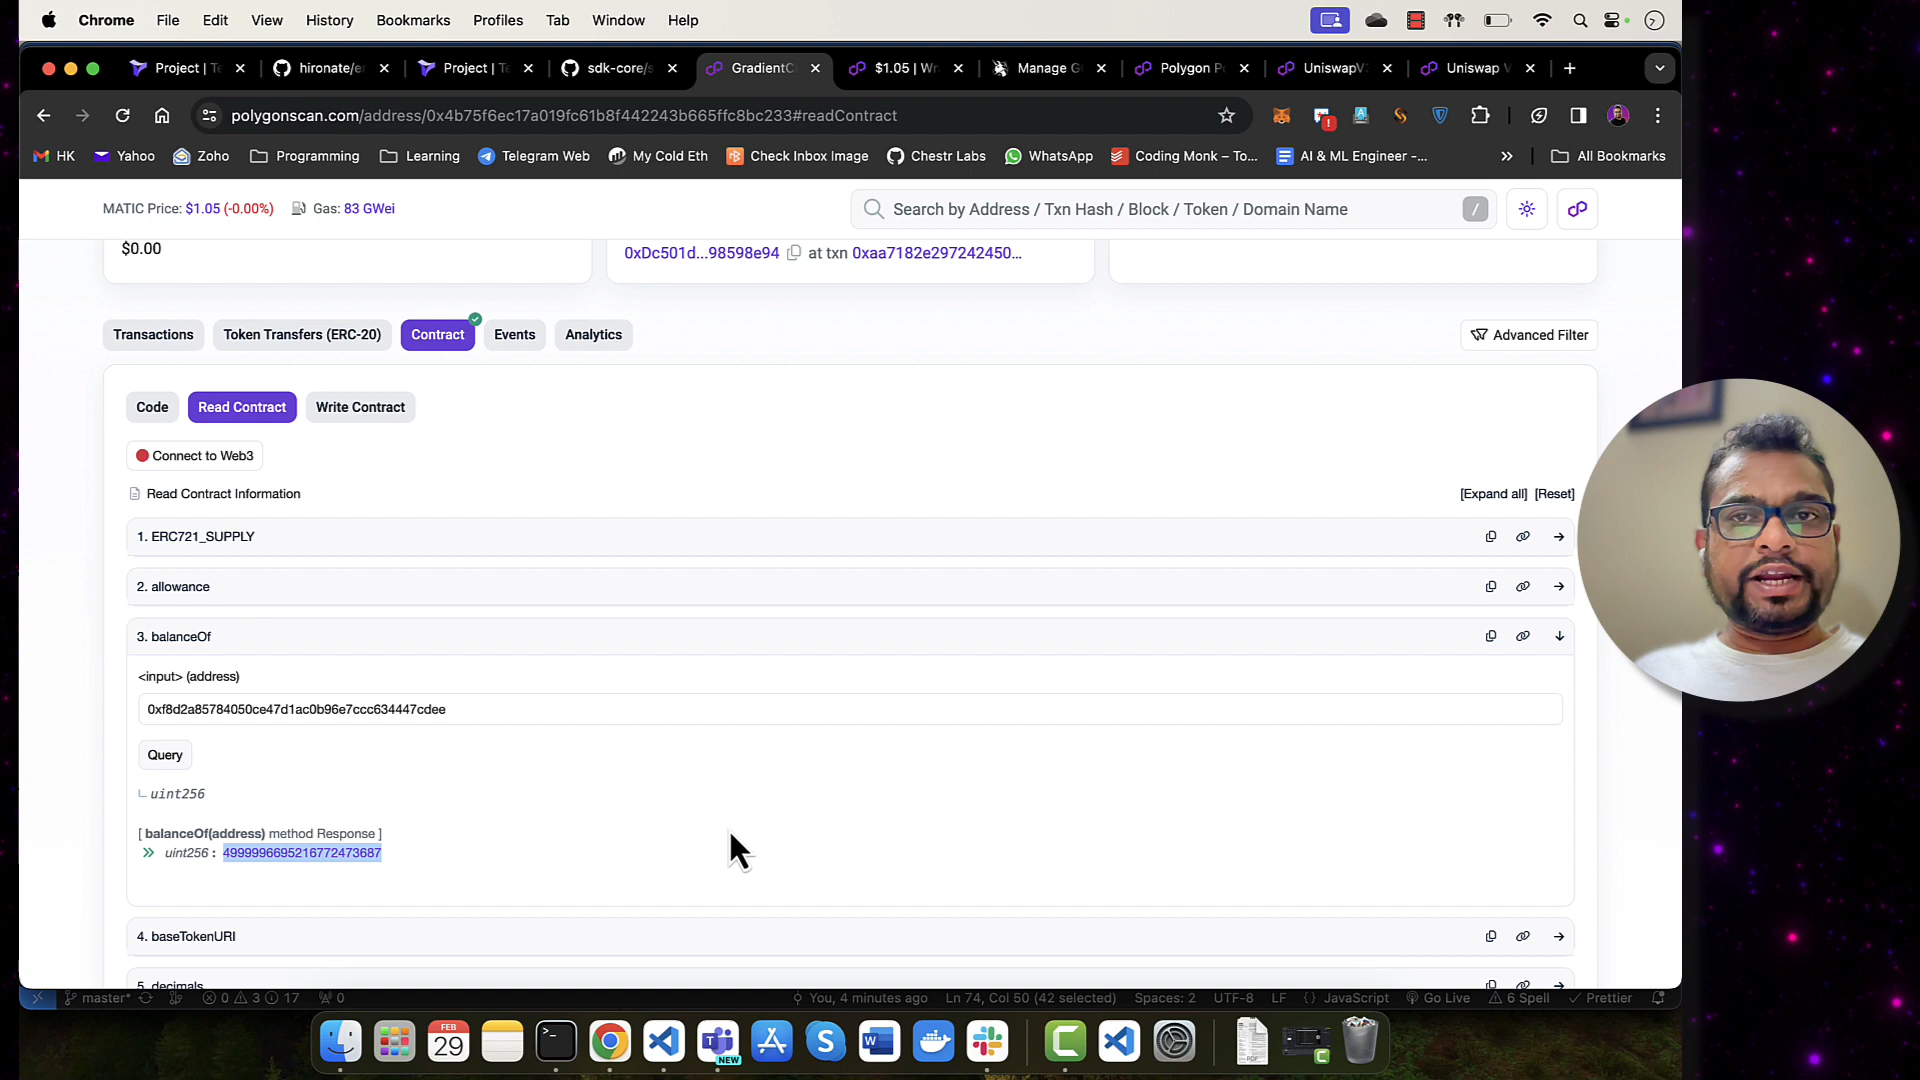 Chrome File Edit View History Bookmarks Profiles Tab Window Help
Project | Te hironate/er Project | Te sdk-core/s GradientCl $1.05 | Wr Manage G Polygon P UniswapV Uniswap V
polygonscan.com/address/0x4b75f6ec17a019fc61b8f442243b665ffc8bc233#readContract
HK Yahoo Zoho Programming Learning Telegram Web My Cold Eth Check Inbox Image Chestr Labs WhatsApp Coding Monk – To... AI & ML Engineer -... » All Bookmarks
MATIC Price: $1.05 (-0.00%) Gas: 83 GWei Search by Address / Txn Hash / Block / Token / Domain Name /
$0.00 0xDc501d...98598e94 at txn 0xaa7182e297242450...
Transactions Token Transfers (ERC-20) Contract Events Analytics Advanced Filter
Code Read Contract Write Contract
Connect to Web3
Read Contract Information [Expand all] [Reset]
1. ERC721_SUPPLY
2. allowance
3. balanceOf
<input> (address)
0xf8d2a85784050ce47d1ac0b96e7ccc634447cdee
Query
uint256
[ balanceOf(address) method Response ]
uint256 : 4999996695216772473687
4. baseTokenURI
5. decimals
master* 0 3 17 0 You, 4 minutes ago Ln 74, Col 50 (42 selected) Spaces: 2 UTF-8 LF {} JavaScript Go Live 6 Spell Prettier
FEB
29
NEW